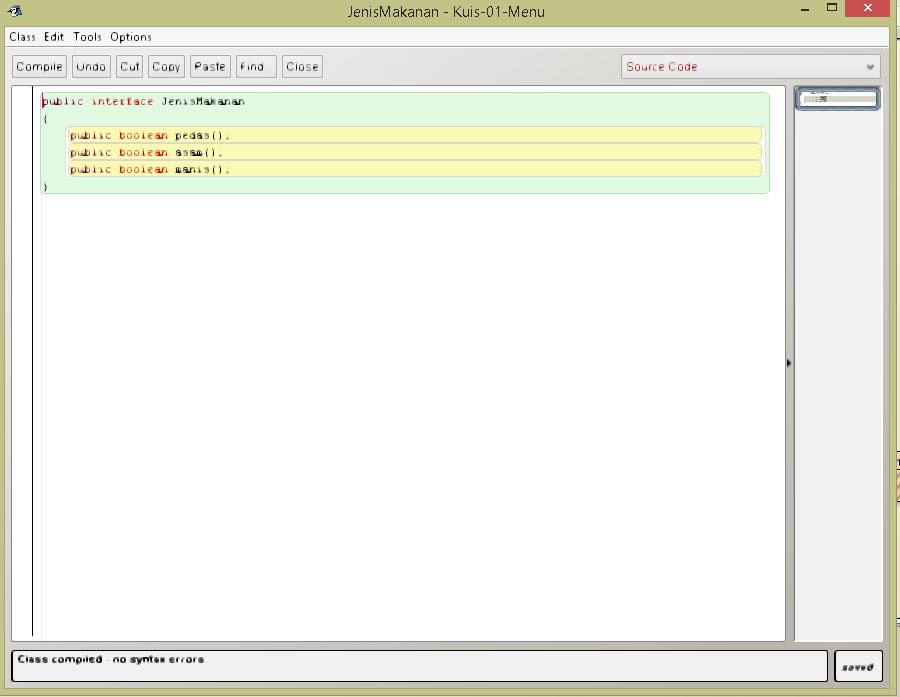 JenisMakanan - Kuis-01-Menu
Class Edit Tools Options
Compile Undo Cut Copy Paste Find... Close Source Code
public interface JenisMakanan
{
public boolean pedas();
public boolean asam();
public boolean manis();
}
Class compiled - no syntax errors
saved